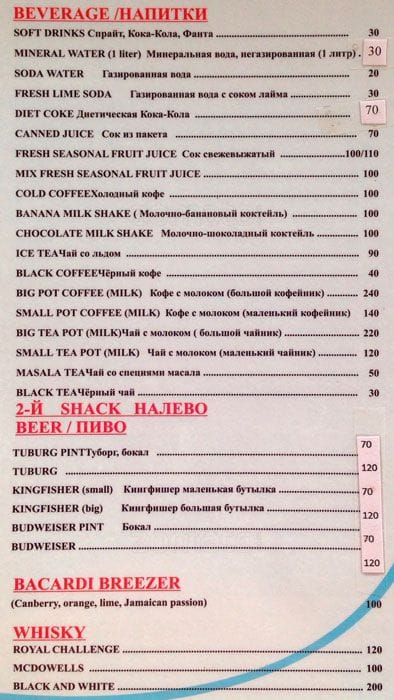 BEVERAGE /НАПИТКИ
SOFT DRINKS Спрайт, Кока-Кола, Фанта 30
MINERAL WATER (1 liter) Минеральная вода, негазированная (1 литр) . 30
SODA WATER Газированная вода 20
FRESH LIME SODA Газированная вода с соком лайма 30
DIET COKE Диетическая Кока-Кола 70
CANNED JUICE Сок из пакета 70
FRESH SEASONAL FRUIT JUICE Сок свежевыжатый 100/110
MIX FRESH SEASONAL FRUIT JUICE 100
COLD COFFEEХолодный кофе 100
BANANA MILK SHAKE ( Молочно-банановый коктейль) 100
CHOCOLATE MILK SHAKE Молочно-шоколадный коктейль 100
ICE TEAЧай со льдом 90
BLACK COFFEEЧёрный кофе 40
BIG POT COFFEE (MILK) Кофе с молоком (большой кофейник) 240
SMALL POT COFFEE (MILK) Кофе с молоком (маленький кофейник) 140
BIG TEA POT (MILK)Чай с молоком ( большой чайник) 220
SMALL TEA POT (MILK) Чай с молоком (маленький чайник) 120
MASALA TEAЧай со специями масала 50
BLACK TEAЧёрный чай 30
2-Й SHACK НАЛЕВО
BEER / ПИВО
TUBURG PINTТуборг, бокал 70
TUBURG 120
KINGFISHER (small) Кингфишер маленькая бутылка 70
KINGFISHER (big) Кингфишер большая бутылка 120
BUDWEISER PINT Бокал 70
BUDWEISER 120
BACARDI BREEZER
(Canberry, orange, lime, Jamaican passion) 100
WHISKY
ROYAL CHALLENGE 120
MCDOWELLS 100
BLACK AND WHITE 200